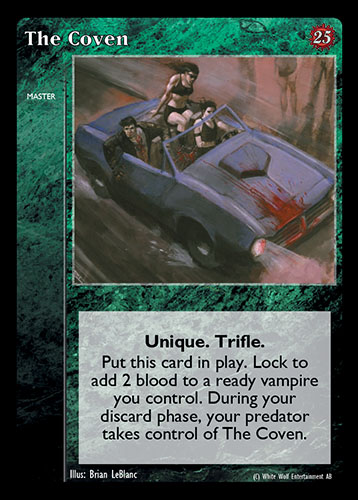 The Coven
25
MASTER
Unique. Trifle.
Put this card in play. Lock to
add 2 blood to a ready vampire
you control. During your
discard phase, your predator
takes control of The Coven.
Illus: Brian LeBlanc
(C) White Wolf Entertainment AB